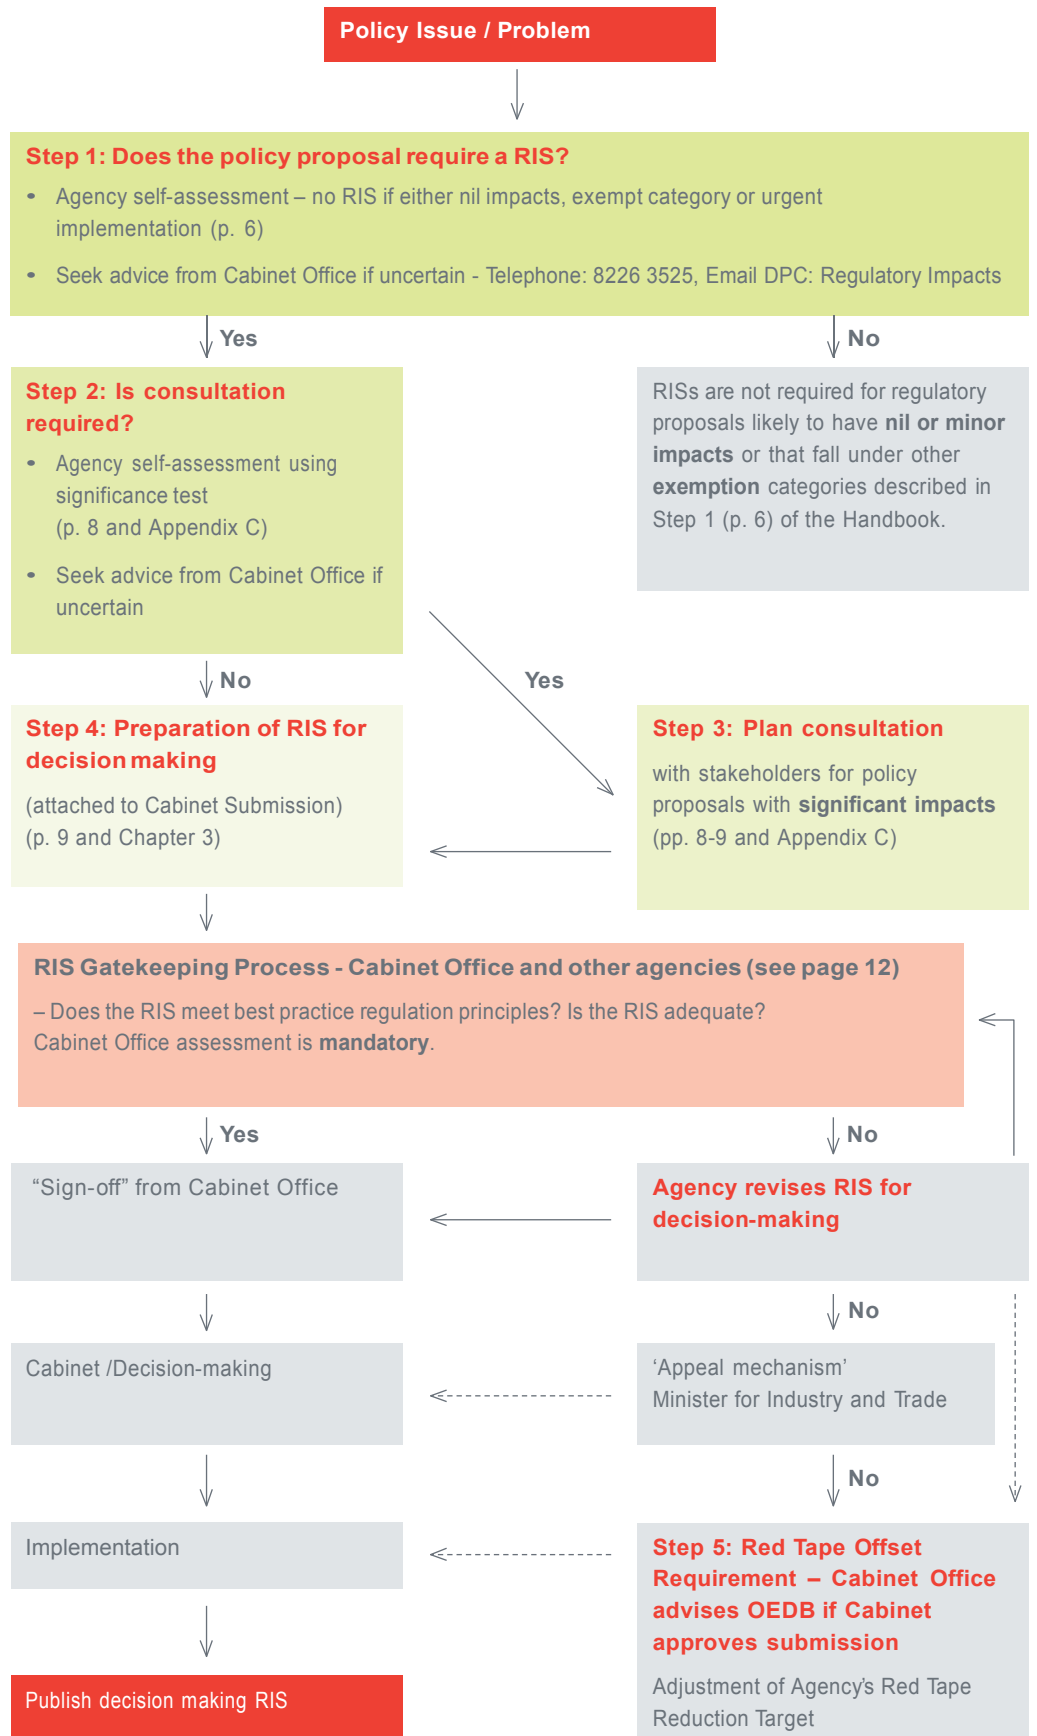 Policy Issue / Problem
Step 1: Does the policy proposal require a RIS?
• Agency self-assessment – no RIS if either nil impacts, exempt category or urgent
implementation (p. 6)
• Seek advice from Cabinet Office if uncertain - Telephone: 8226 3525, Email DPC: Regulatory Impacts
Yes
No
Step 2: Is consultation
required?
• Agency self-assessment using
significance test
(p. 8 and Appendix C)
• Seek advice from Cabinet Office if
uncertain
RISs are not required for regulatory
proposals likely to have nil or minor
impacts or that fall under other
exemption categories described in
Step 1 (p. 6) of the Handbook.
No
Yes
Step 4: Preparation of RIS for
decision making
(attached to Cabinet Submission)
(p. 9 and Chapter 3)
Step 3: Plan consultation
with stakeholders for policy
proposals with significant impacts
(pp. 8-9 and Appendix C)
RIS Gatekeeping Process - Cabinet Office and other agencies (see page 12)
– Does the RIS meet best practice regulation principles? Is the RIS adequate?
Cabinet Office assessment is mandatory.
Yes
No
“Sign-off” from Cabinet Office
Agency revises RIS for
decision-making
No
Cabinet /Decision-making
‘Appeal mechanism’
Minister for Industry and Trade
No
Implementation
Step 5: Red Tape Offset
Requirement – Cabinet Office
advises OEDB if Cabinet
approves submission
Adjustment of Agency’s Red Tape
Reduction Target
Publish decision making RIS